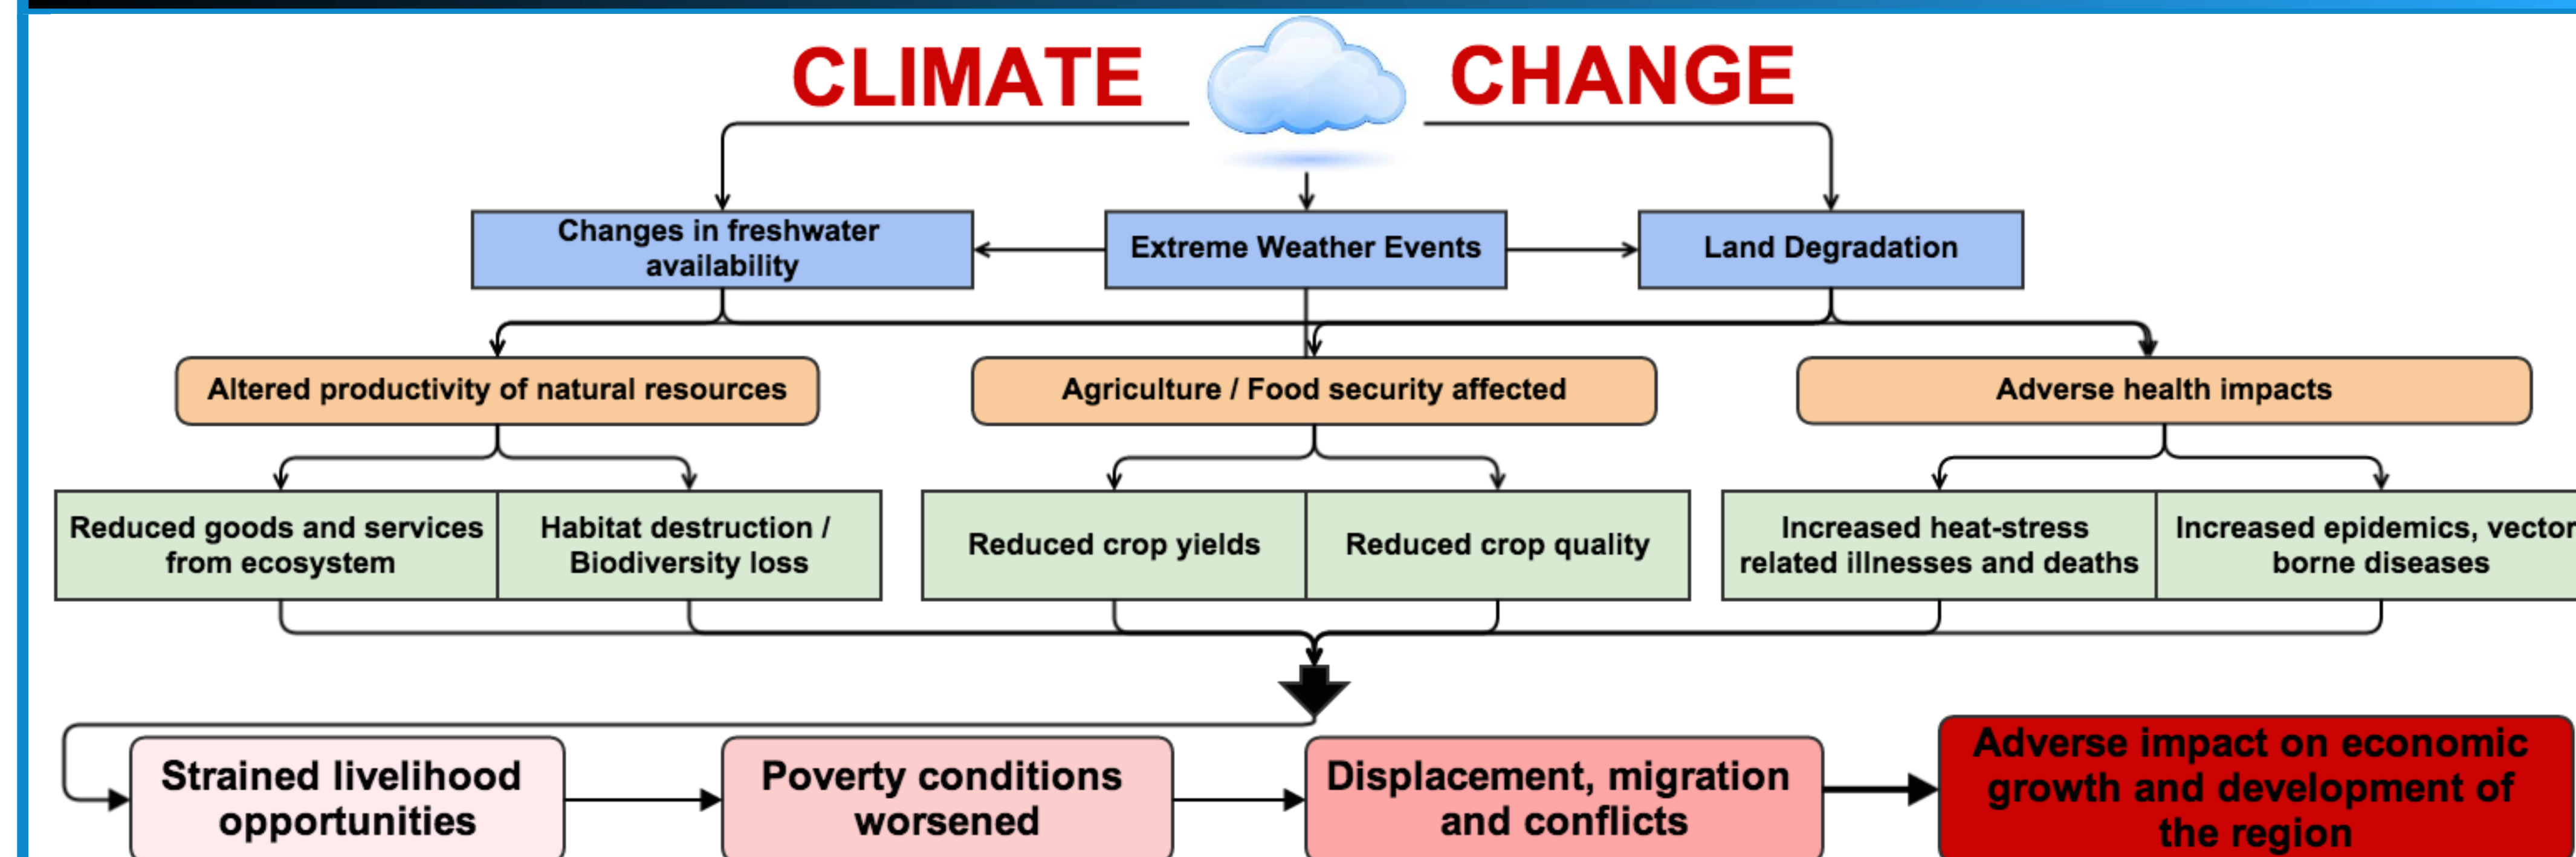 CLIMATE CHANGE
Changes in freshwater
availability
Extreme Weather Events
Land Degradation
Altered productivity of natural resources
Agriculture / Food security affected
Adverse health impacts
Reduced goods and services
from ecosystem
Habitat destruction /
Biodiversity loss
Reduced crop yields
Reduced crop quality
Increased heat-stress
related illnesses and deaths
Increased epidemics, vector
borne diseases
Strained livelihood
opportunities
Poverty conditions
worsened
Displacement, migration
and conflicts
Adverse impact on economic
growth and development of
the region